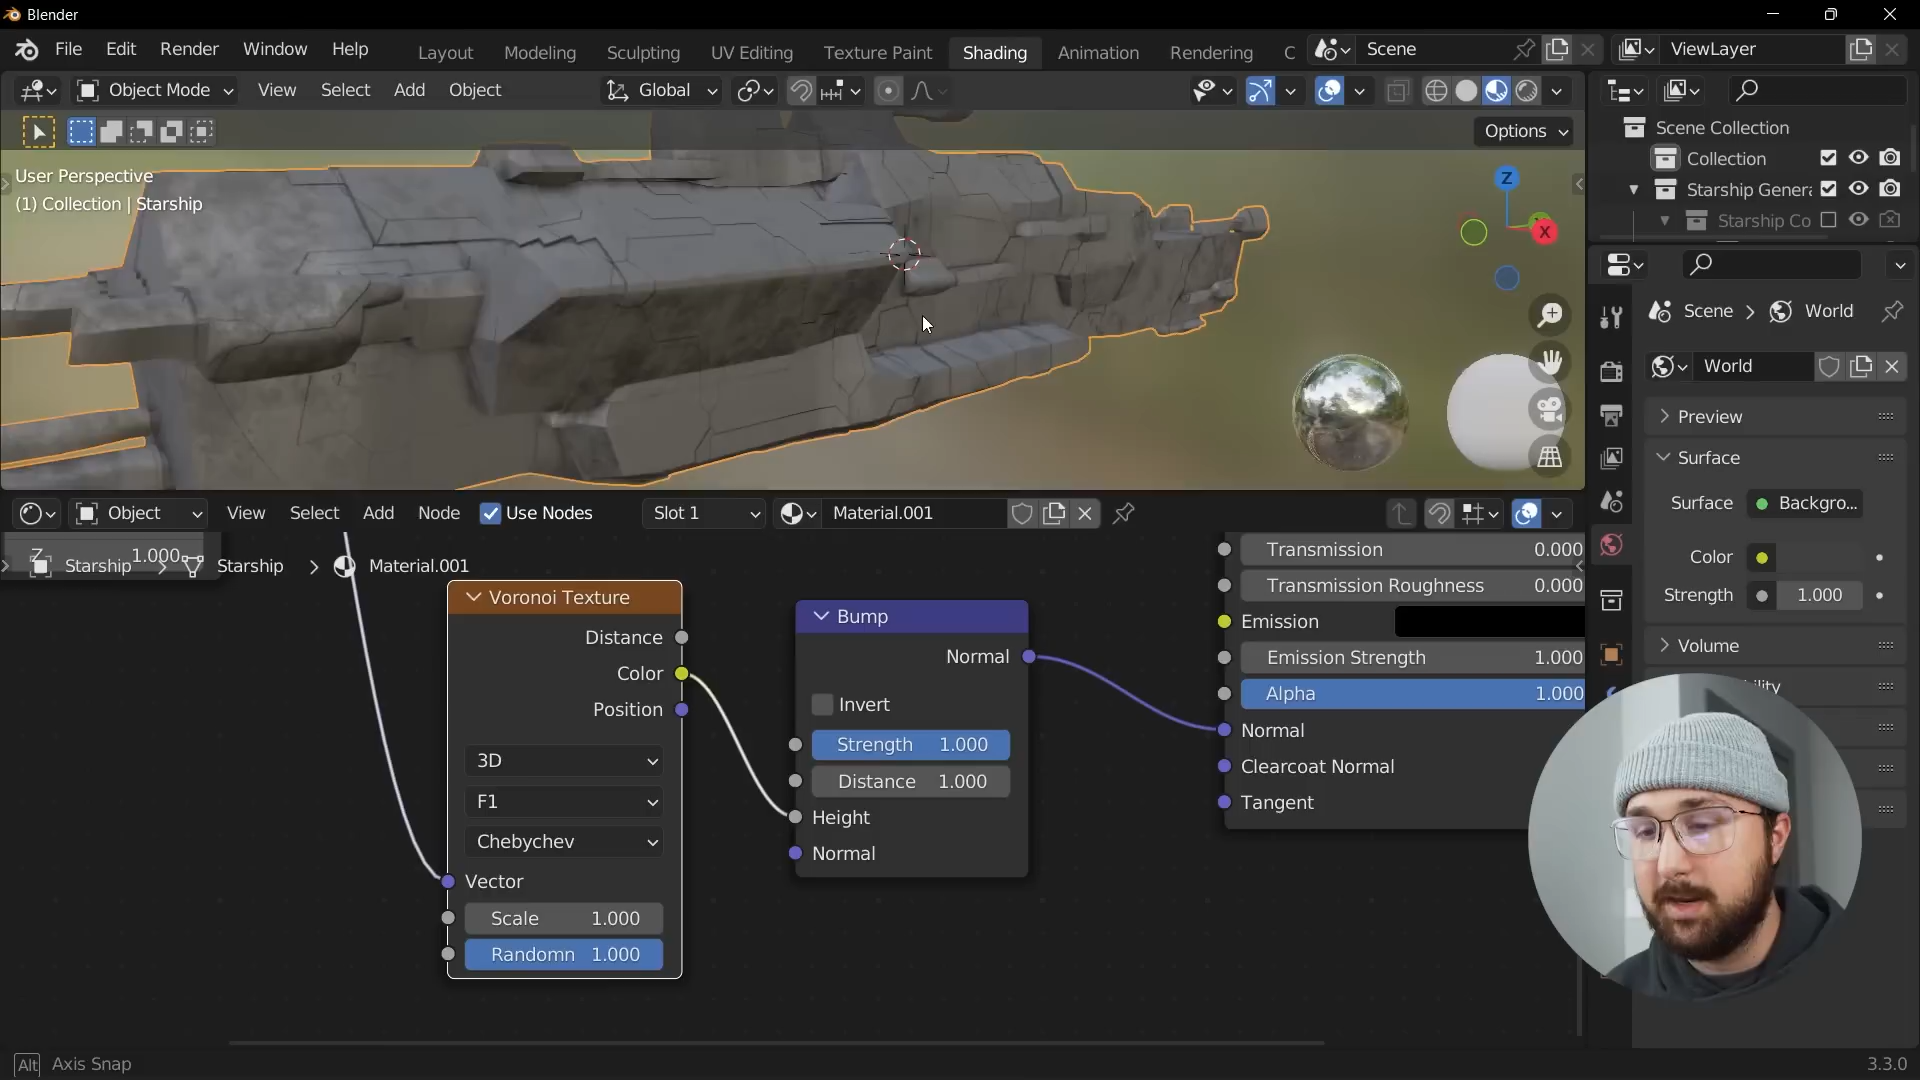 Blender
File Edit Render Window Help
Layout Modeling Sculpting UV Editing Texture Paint Shading Animation Rendering C
Scene
ViewLayer
Object Mode View Select Add Object
Global
Options
User Perspective
(1) Collection | Starship
Z
X
Scene Collection
Collection
Starship Genera
Starship Co
Scene > World
World
Preview
Surface
Surface Backgro...
Color
Strength 1.000
Volume
Object View Select Add Node Use Nodes Slot 1 Material.001
Z 1.000
Starship > Starship > Material.001
Voronoi Texture
Distance
Color
Position
3D
F1
Chebychev
Vector
Scale 1.000
Randomn 1.000
Bump
Normal
Invert
Strength 1.000
Distance 1.000
Height
Normal
Transmission 0.000
Transmission Roughness 0.000
Emission
Emission Strength 1.000
Alpha 1.000
Normal
Clearcoat Normal
Tangent
Alt Axis Snap
3.3.0